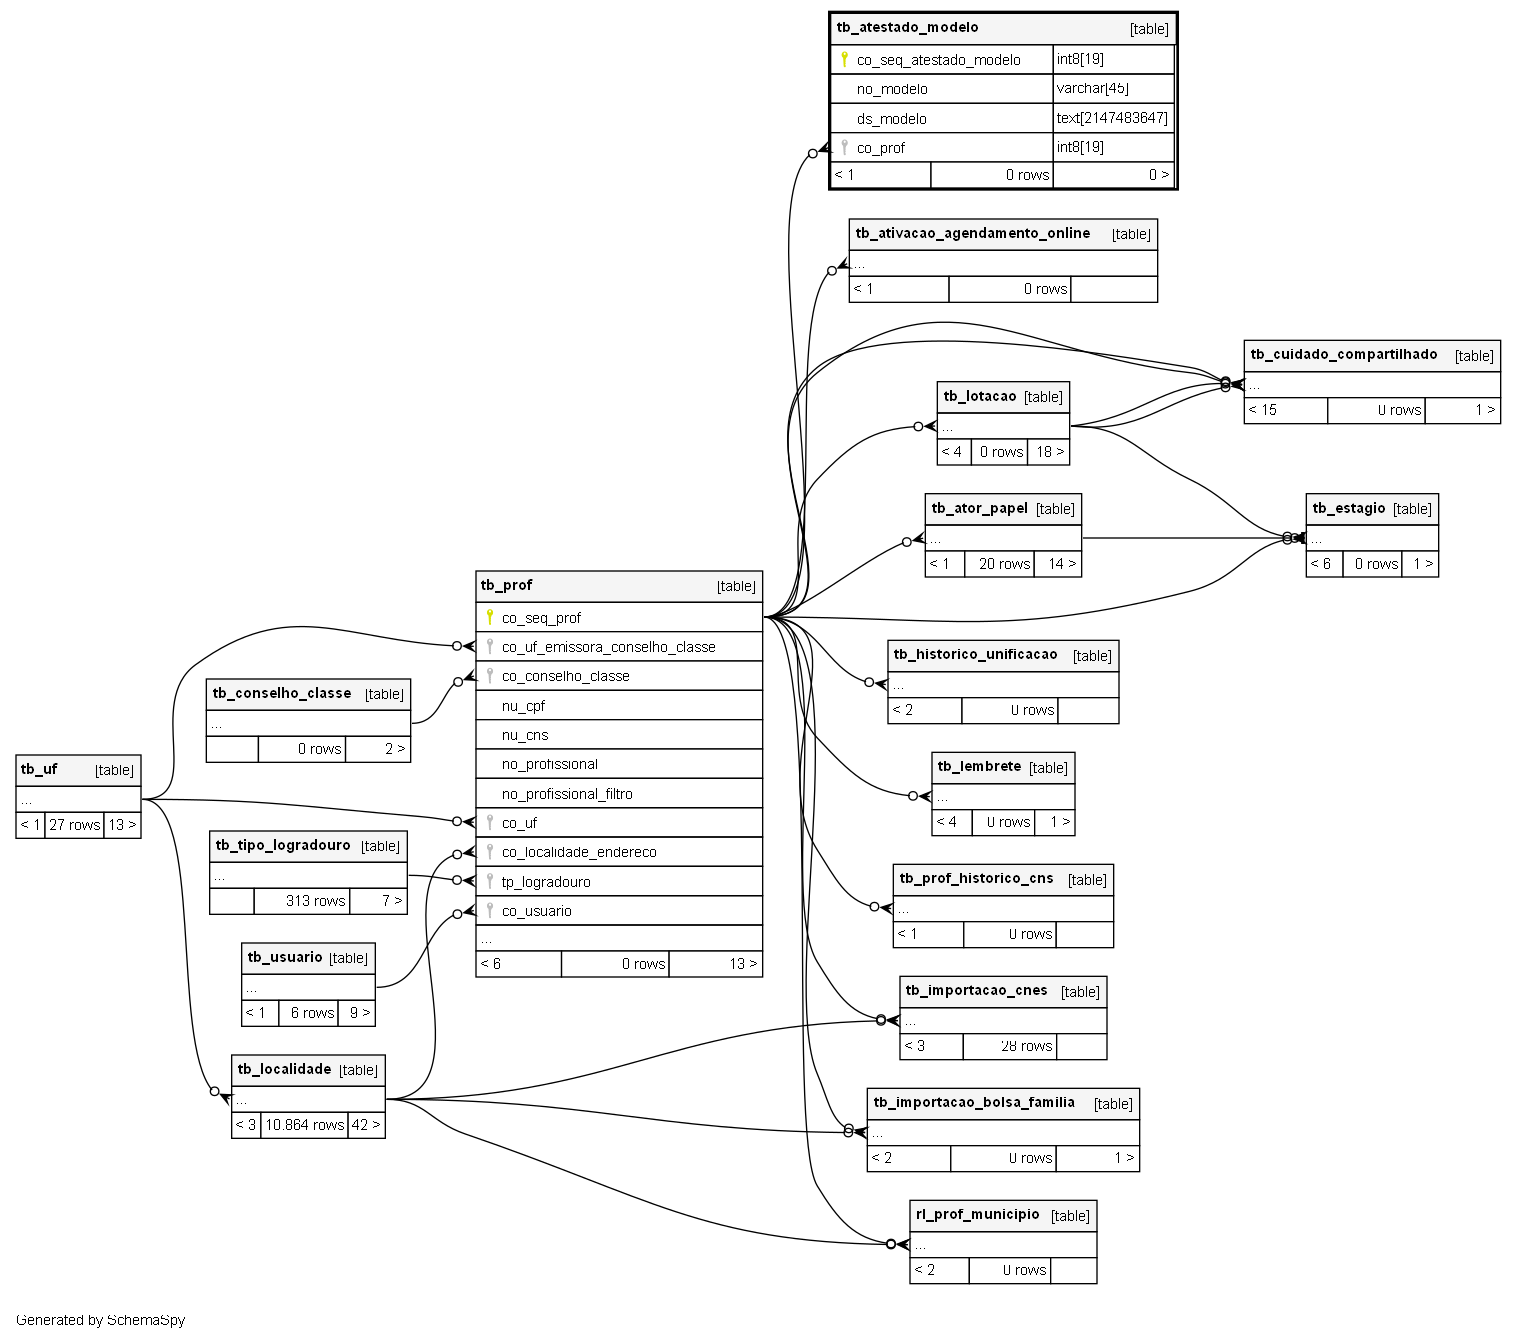 tb_atestado_modelo [table]
co_seq_atestado_modelo int8[19]
no_modelo varchar[45]
ds_modelo text[2147483647]
co_prof int8[19]
< 1 0 rows 0 >
tb_ativacao_agendamento_online [table]
...
< 1 0 rows
tb_cuidado_compartilhado [table]
...
< 15 0 rows 1 >
tb_lotacao [table]
...
< 4 0 rows 18 >
tb_ator_papel [table]
...
< 1 20 rows 14 >
tb_estagio [table]
...
< 6 0 rows 1 >
tb_prof [table]
co_seq_prof
co_uf_emissora_conselho_classe
co_conselho_classe
nu_cpf
nu_cns
no_profissional
no_profissional_filtro
co_uf
co_localidade_endereco
tp_logradouro
co_usuario
...
< 6 0 rows 13 >
tb_historico_unificacao [table]
...
< 2 0 rows
tb_conselho_classe [table]
...
0 rows 2 >
tb_uf [table]
...
< 1 27 rows 13 >
tb_lembrete [table]
...
< 4 0 rows 1 >
tb_tipo_logradouro [table]
...
313 rows 7 >
tb_prof_historico_cns [table]
...
< 1 0 rows
tb_usuario [table]
...
< 1 6 rows 9 >
tb_importacao_cnes [table]
...
< 3 28 rows
tb_localidade [table]
...
< 3 10.864 rows 42 >
tb_importacao_bolsa_familia [table]
...
< 2 0 rows 1 >
rl_prof_municipio [table]
...
< 2 0 rows
Generated by SchemaSpy